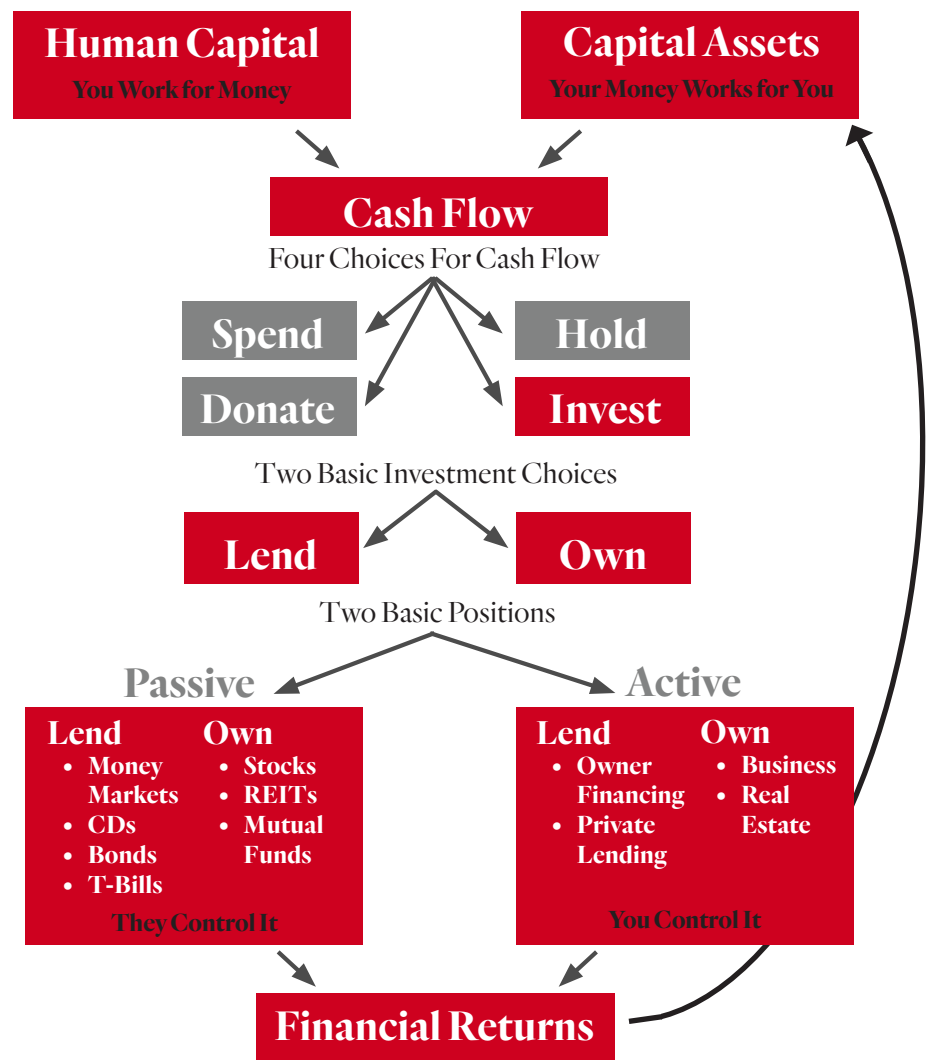 Human Capital
You Work for Money
Capital Assets
Your Money Works for You
Cash Flow
Four Choices For Cash Flow
Spend
Hold
Donate
Invest
Two Basic Investment Choices
Lend
Own
Two Basic Positions
Passive
Lend
• Money
Markets
• CDs
• Bonds
• T-Bills
Own
• Stocks
• REITs
• Mutual
Funds
They Control It
Active
Lend
• Owner
Financing
• Private
Lending
Own
• Business
• Real
Estate
You Control It
Financial Returns